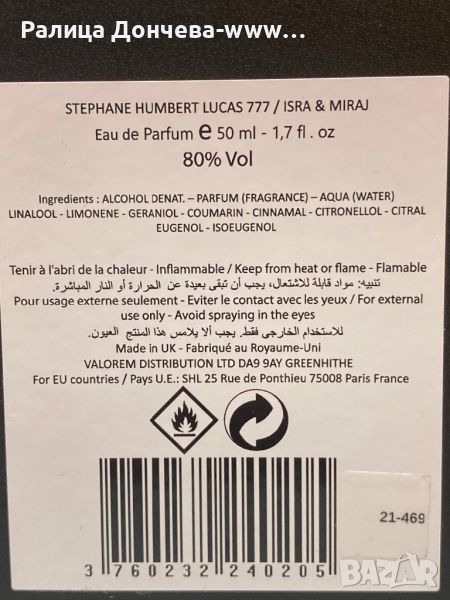 Ралица Дончева-www...
STEPHANE HUMBERT LUCAS 777 / ISRA & MIRAJ
Eau de Parfum e 50 ml - 1,7 fl . oz
80% Vol
Ingredients : ALCOHOL DENAT. – PARFUM (FRAGRANCE) – AQUA (WATER)
LINALOOL - LIMONENE - GERANIOL - COUMARIN - CINNAMAL - CITRONELLOL - CITRAL
EUGENOL - ISOEUGENOL
Tenir à l'abri de la chaleur - Inflammable / Keep from heat or flame - Flamable
تنبيه: مواد قابلة للاشتعال، يجب أن تبقى بعيدة عن الحرارة أو النار المباشرة.
Pour usage externe seulement - Eviter le contact avec les yeux / For external
use only - Avoid spraying in the eyes
للاستخدام الخارجي فقط. يجب ألا يلامس هذا المنتج العيون.
Made in UK - Fabriqué au Royaume-Uni
VALOREM DISTRIBUTION LTD DA9 9AY GREENHITHE
For EU countries / Pays U.E.: SHL 25 Rue de Ponthieu 75008 Paris France
21-469
3 760232 240205
BAZAR